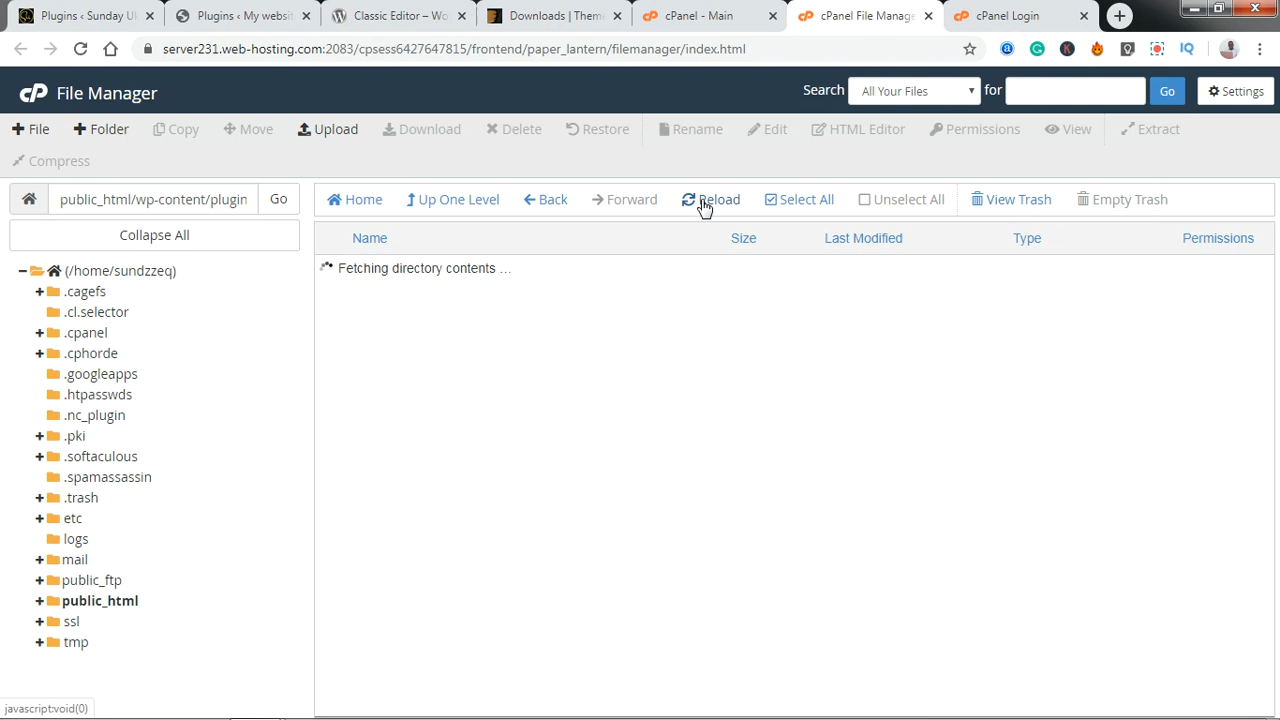 Plugins ‹ Sunday U
Plugins ‹ My websit
Classic Editor – Wo
Downloads | Them
cPanel - Main
cPanel File Manage
cPanel Login
server231.web-hosting.com:2083/cpsess6427647815/frontend/paper_lantern/filemanager/index.html
cP File Manager
Search All Your Files for Go Settings
File Folder Copy Move Upload Download Delete Restore Rename Edit HTML Editor Permissions View Extract
Compress
public_html/wp-content/plugin Go
Home Up One Level Back Forward Reload Select All Unselect All View Trash Empty Trash
Collapse All
Name Size Last Modified Type Permissions
Fetching directory contents ...
(/home/sundzzeq)
.cagefs
.cl.selector
.cpanel
.cphorde
.googleapps
.htpasswds
.nc_plugin
.pki
.softaculous
.spamassassin
.trash
etc
logs
mail
public_ftp
public_html
ssl
tmp
javascript:void(0)